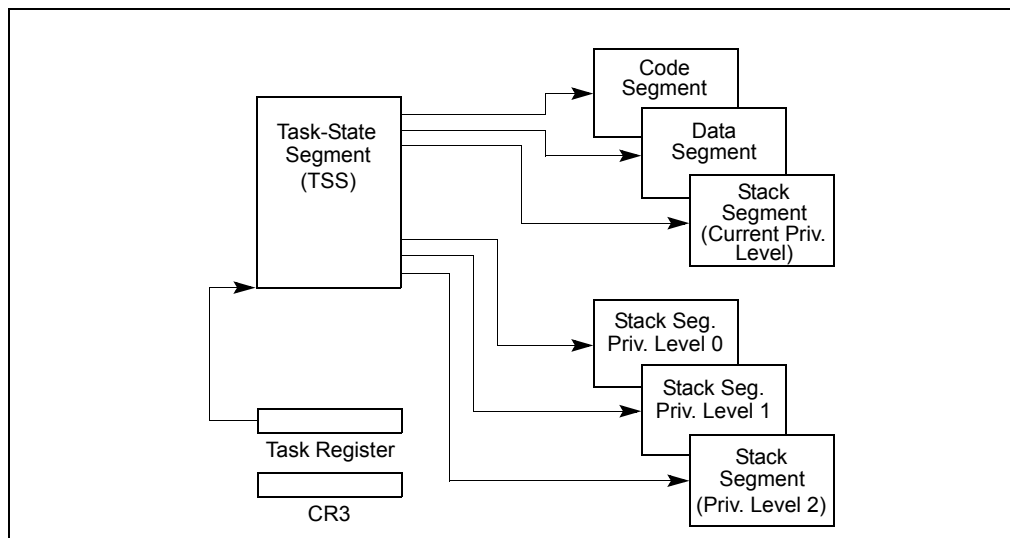 Code
Segment
Task-State
Segment
(TSS)
Data
Segment
Stack
Segment
(Current Priv.
Level)
Stack Seg.
Priv. Level 0
Stack Seg.
Priv. Level 1
Task Register
Stack
Segment
(Priv. Level 2)
CR3